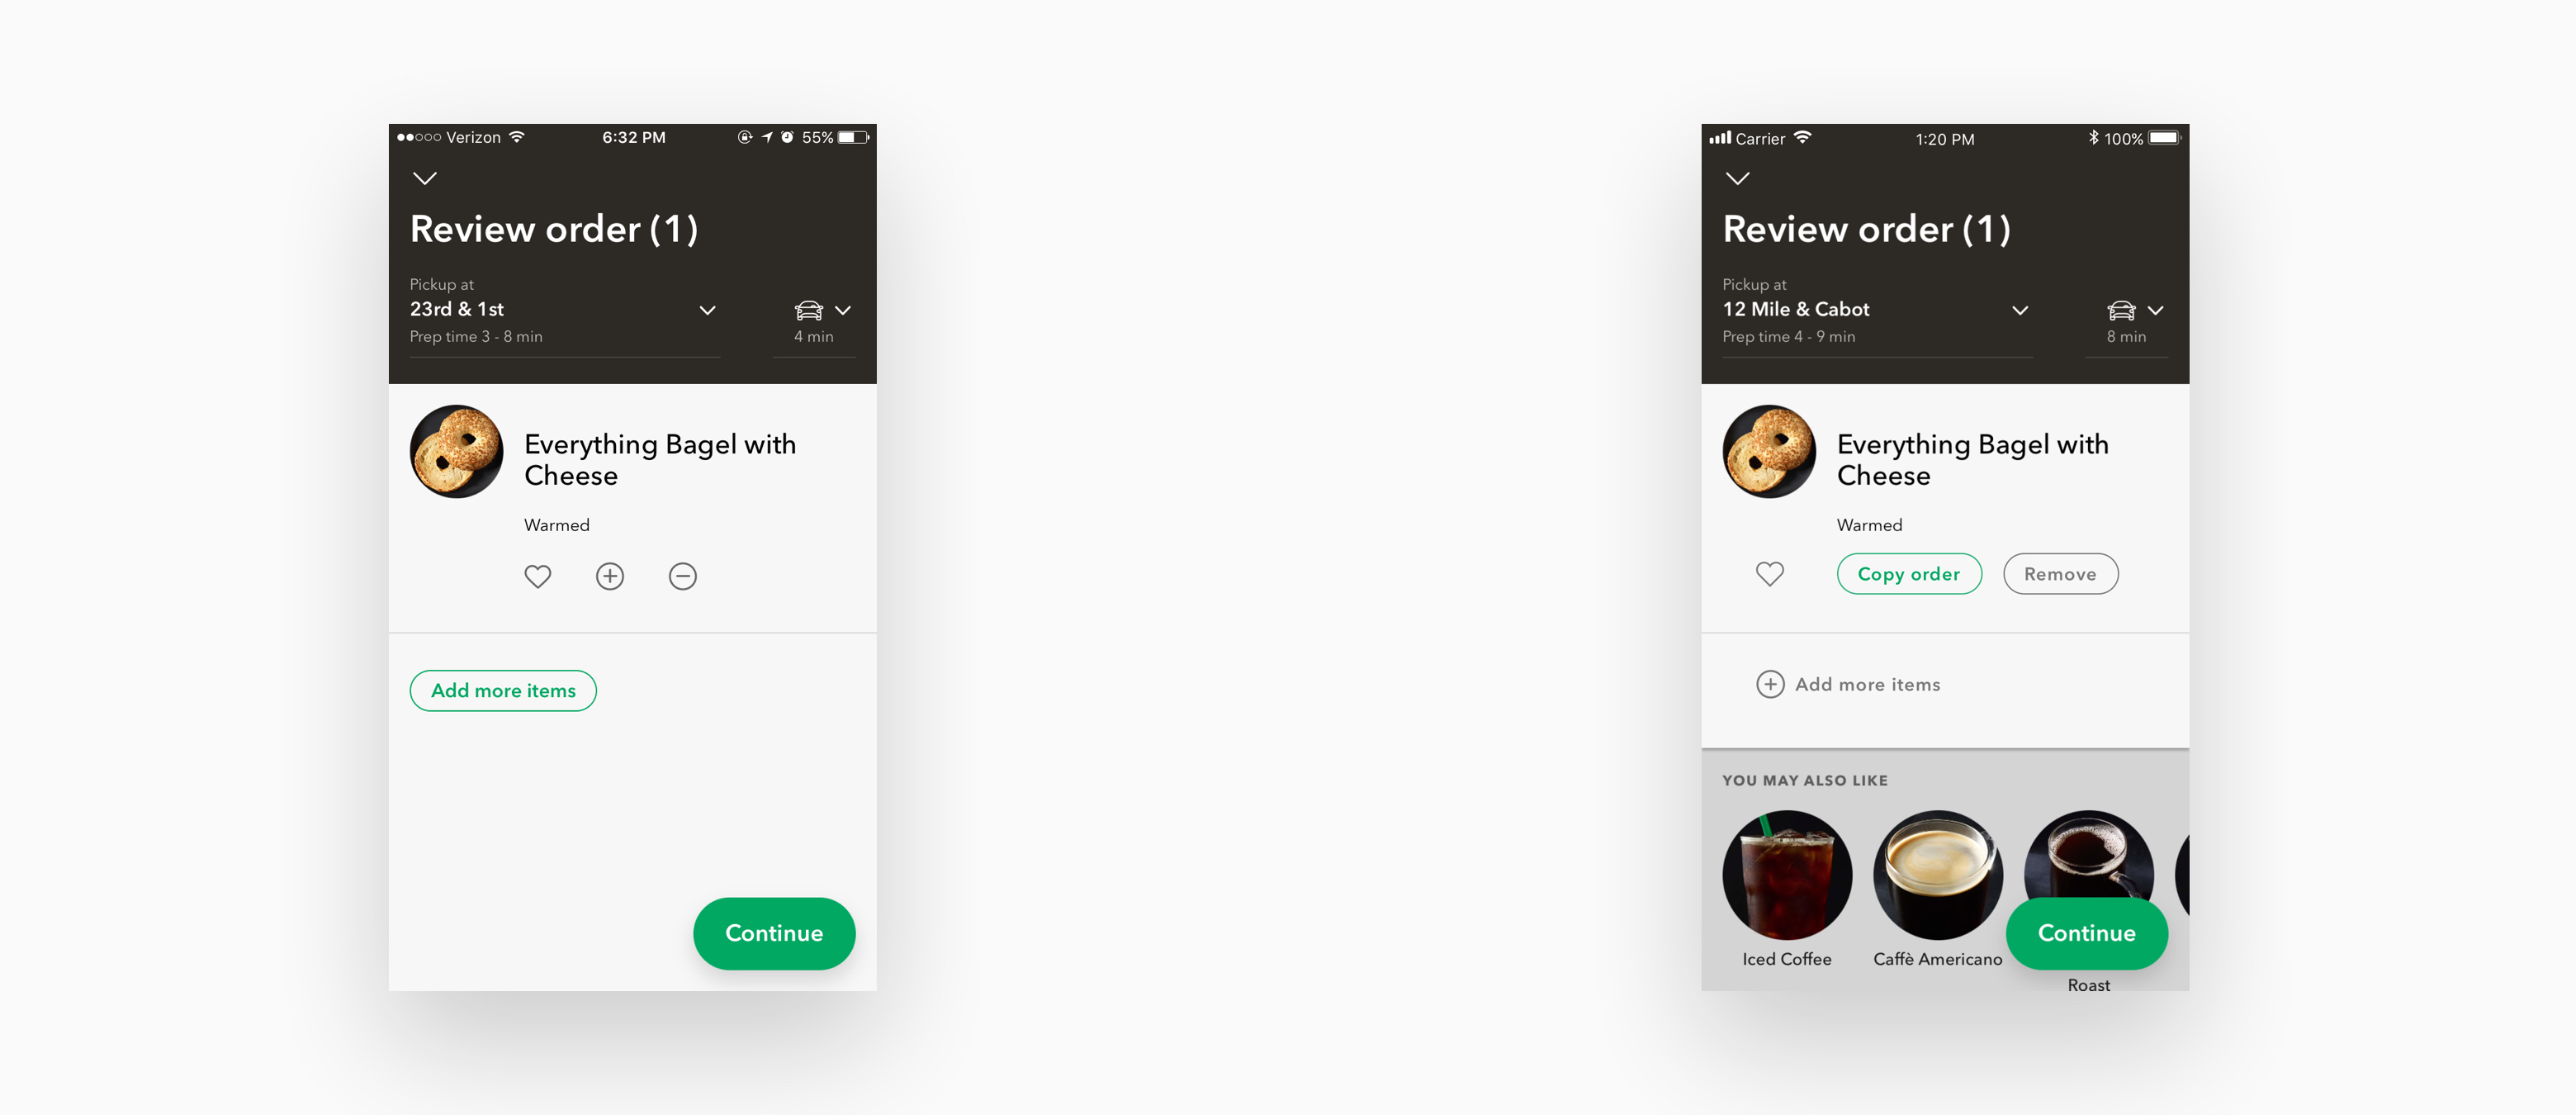 Verizon 6:32 PM 55%
Review order (1)
Pickup at
23rd & 1st
Prep time 3 - 8 min 4 min
Everything Bagel with
Cheese
Warmed
Add more items
Continue
Carrier 1:20 PM 100%
Review order (1)
Pickup at
12 Mile & Cabot
Prep time 4 - 9 min 8 min
Everything Bagel with
Cheese
Warmed
Copy order Remove
Add more items
YOU MAY ALSO LIKE
Continue
Iced Coffee Caffè Americano
Roast